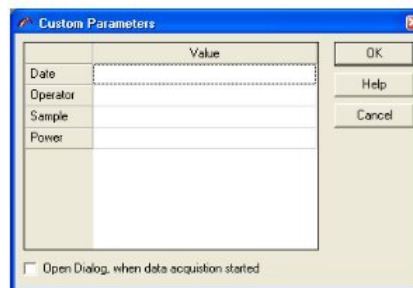 Custom Parameters
Value
OK
Date
Help
Operator
Sample
Cancel
Power
Open Dialog, when data acquistion started